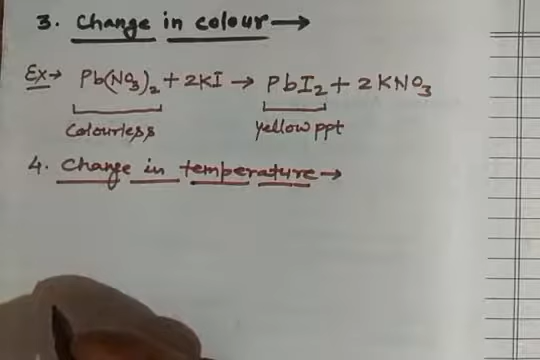 3. Change in colour →
Ex→ Pb(NO3)2 + 2KI → PbI2 + 2KNO3
Colourless yellow ppt
4. Change in temperature →